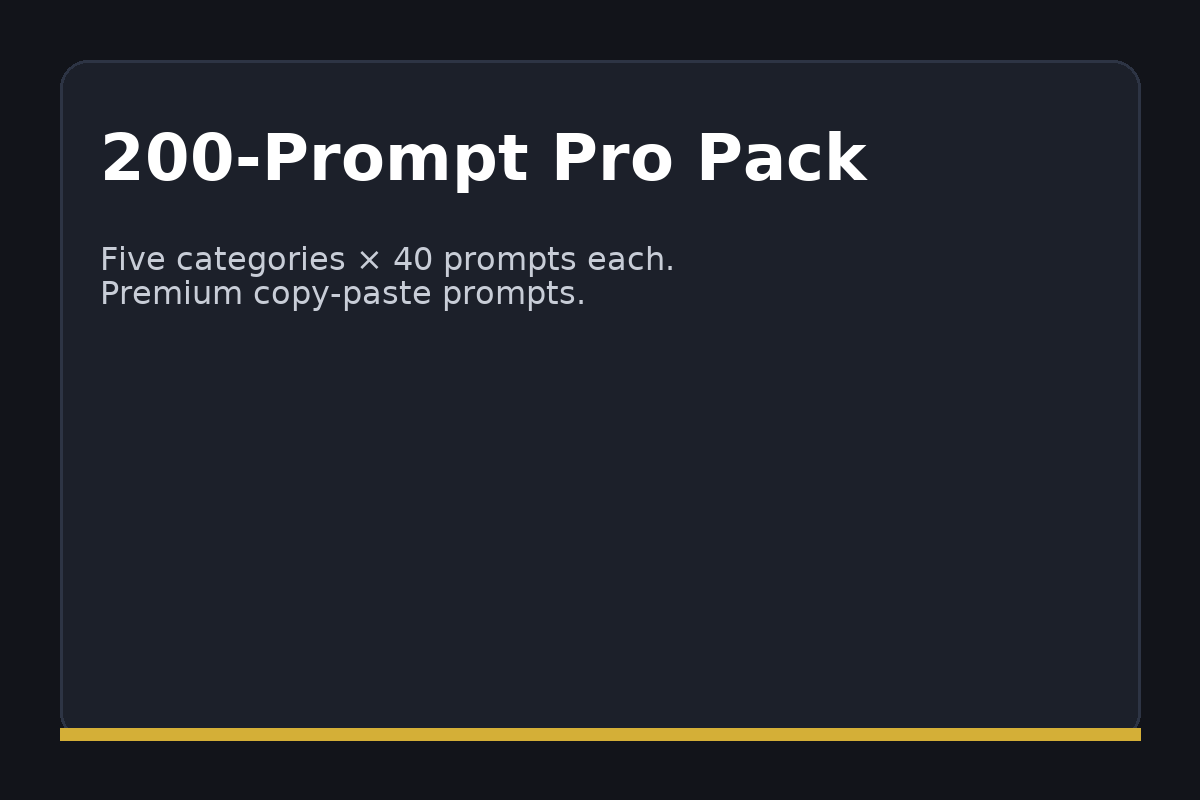 200-Prompt Pro Pack
Five categories × 40 prompts each.
Premium copy-paste prompts.